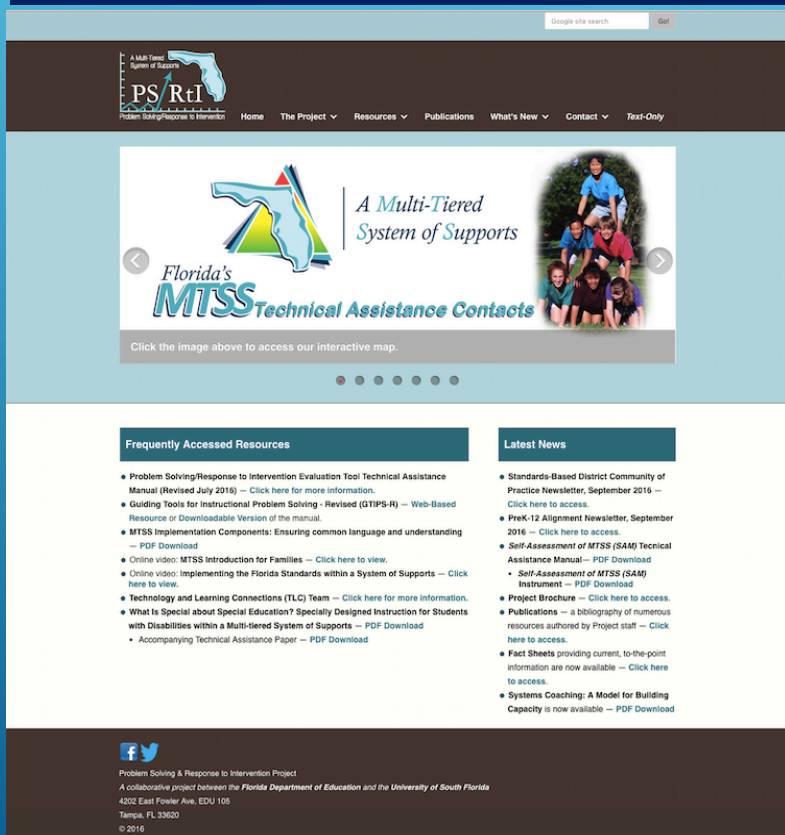 Google site search
Go!
A Multi-Tiered
System of Supports
PS/RtI
Problem Solving/Response to Intervention
Home The Project Resources Publications What's New Contact Text-Only
A Multi-Tiered
System of Supports
Florida's
MTSS Technical Assistance Contacts
Click the image above to access our interactive map.
Frequently Accessed Resources
Problem Solving/Response to Intervention Evaluation Tool Technical Assistance
Manual (Revised July 2016) — Click here for more information.
Guiding Tools for Instructional Problem Solving - Revised (GTIPS-R) — Web-Based
Resource or Downloadable Version of the manual.
MTSS Implementation Components: Ensuring common language and understanding
— PDF Download
Online video: MTSS Introduction for Families — Click here to view.
Online video: Implementing the Florida Standards within a System of Supports — Click
here to view.
Technology and Learning Connections (TLC) Team — Click here for more information.
What Is Special about Special Education? Specially Designed Instruction for Students
with Disabilities within a Multi-tiered System of Supports — PDF Download
Accompanying Technical Assistance Paper — PDF Download
Latest News
Standards-Based District Community of
Practice Newsletter, September 2016 —
Click here to access.
PreK-12 Alignment Newsletter, September
2016 — Click here to access.
Self-Assessment of MTSS (SAM) Tecnical
Assistance Manual— PDF Download
Self-Assessment of MTSS (SAM)
Instrument — PDF Download
Project Brochure — Click here to access.
Publications — a bibliography of numerous
resources authored by Project staff — Click
here to access.
Fact Sheets providing current, to-the-point
information are now available — Click here
to access.
Systems Coaching: A Model for Building
Capacity is now available — PDF Download
Problem Solving & Response to Intervention Project
A collaborative project between the Florida Department of Education and the University of South Florida
4202 East Fowler Ave, EDU 105
Tampa, FL 33620
© 2016